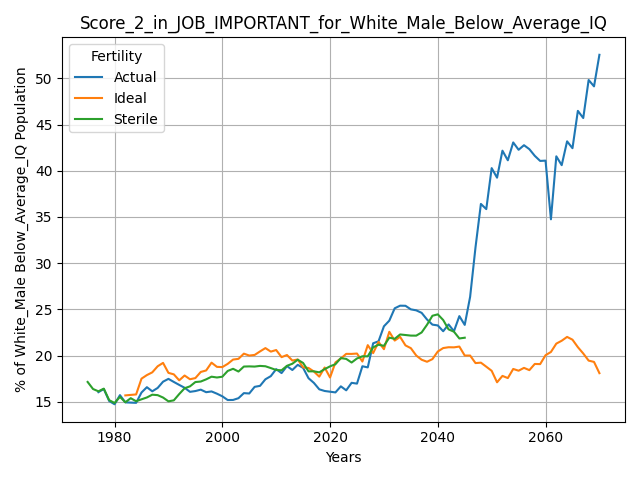 Score_2_in_JOB_IMPORTANT_for_White_Male_Below_Average_IQ
Fertility
Actual
Ideal
Sterile
% of White_Male Below_Average_IQ Population
50
45
40
35
30
25
20
15
1980
2000
2020
2040
2060
Years